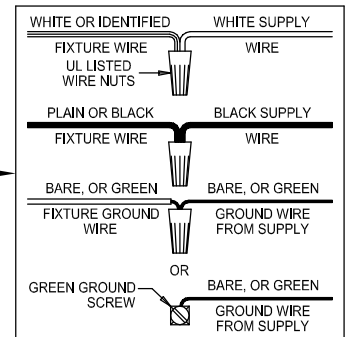 WHITE OR IDENTIFIED WHITE SUPPLY
FIXTURE WIRE WIRE
UL LISTED
WIRE NUTS
PLAIN OR BLACK BLACK SUPPLY
FIXTURE WIRE WIRE
BARE, OR GREEN BARE, OR GREEN
FIXTURE GROUND GROUND WIRE
WIRE FROM SUPPLY
OR
GREEN GROUND BARE, OR GREEN
SCREW GROUND WIRE
FROM SUPPLY